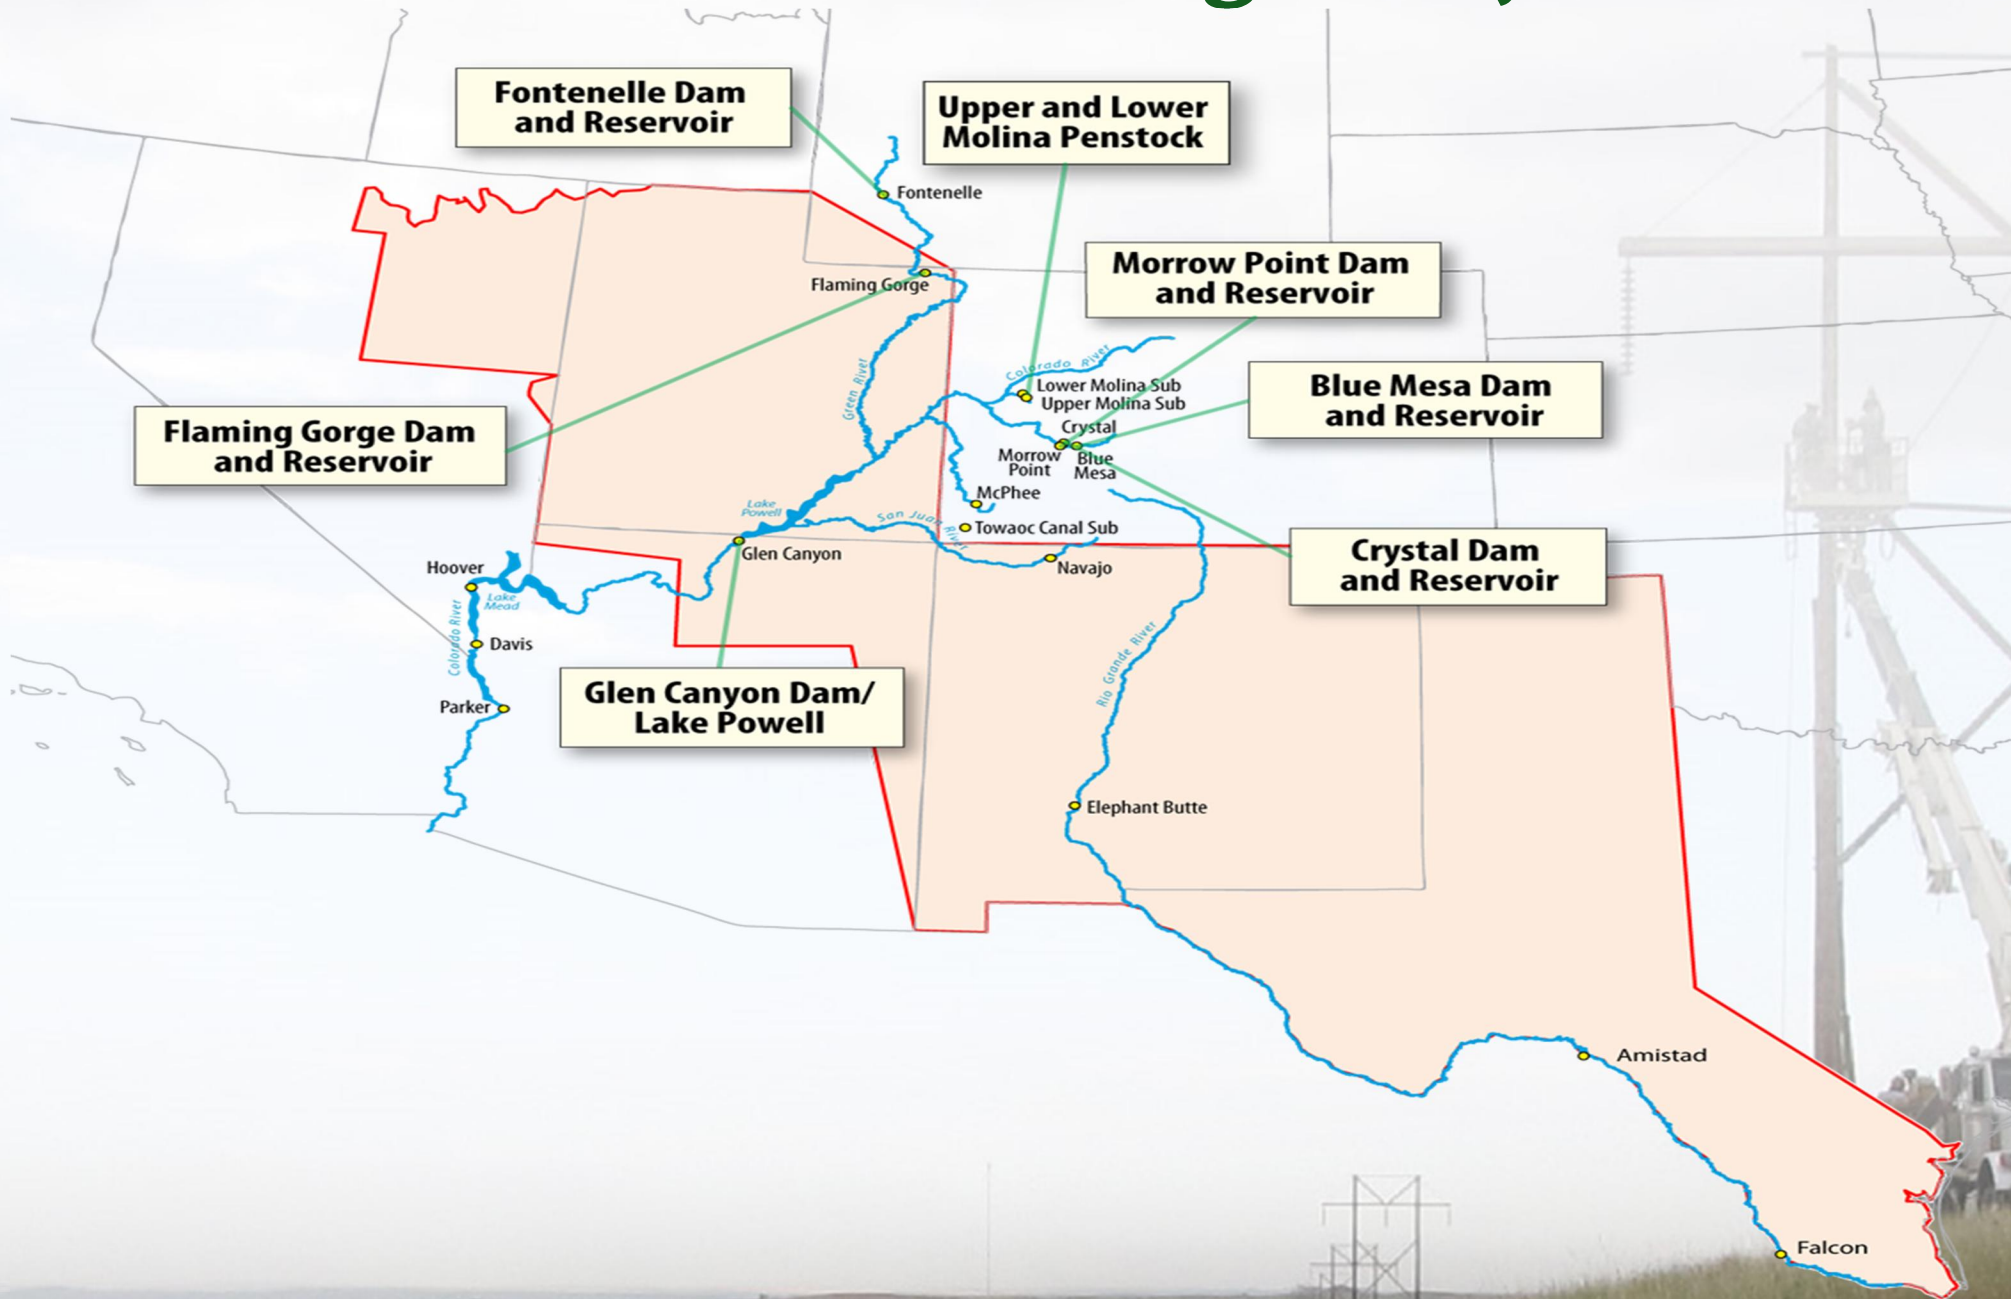 Fontenelle Dam
and Reservoir
Upper and Lower
Molina Penstock
Fontenelle
Morrow Point Dam
and Reservoir
Flaming Gorge
Colorado River
Green River
Lower Molina Sub
Upper Molina Sub
Blue Mesa Dam
and Reservoir
Flaming Gorge Dam
and Reservoir
Crystal
Morrow
Point
Blue
Mesa
McPhee
Lake
Powell
San Juan River
Towaoc Canal Sub
Glen Canyon
Navajo
Crystal Dam
and Reservoir
Hoover
Lake
Mead
Colorado River
Davis
Rio Grande River
Parker
Glen Canyon Dam/
Lake Powell
Elephant Butte
Amistad
Falcon